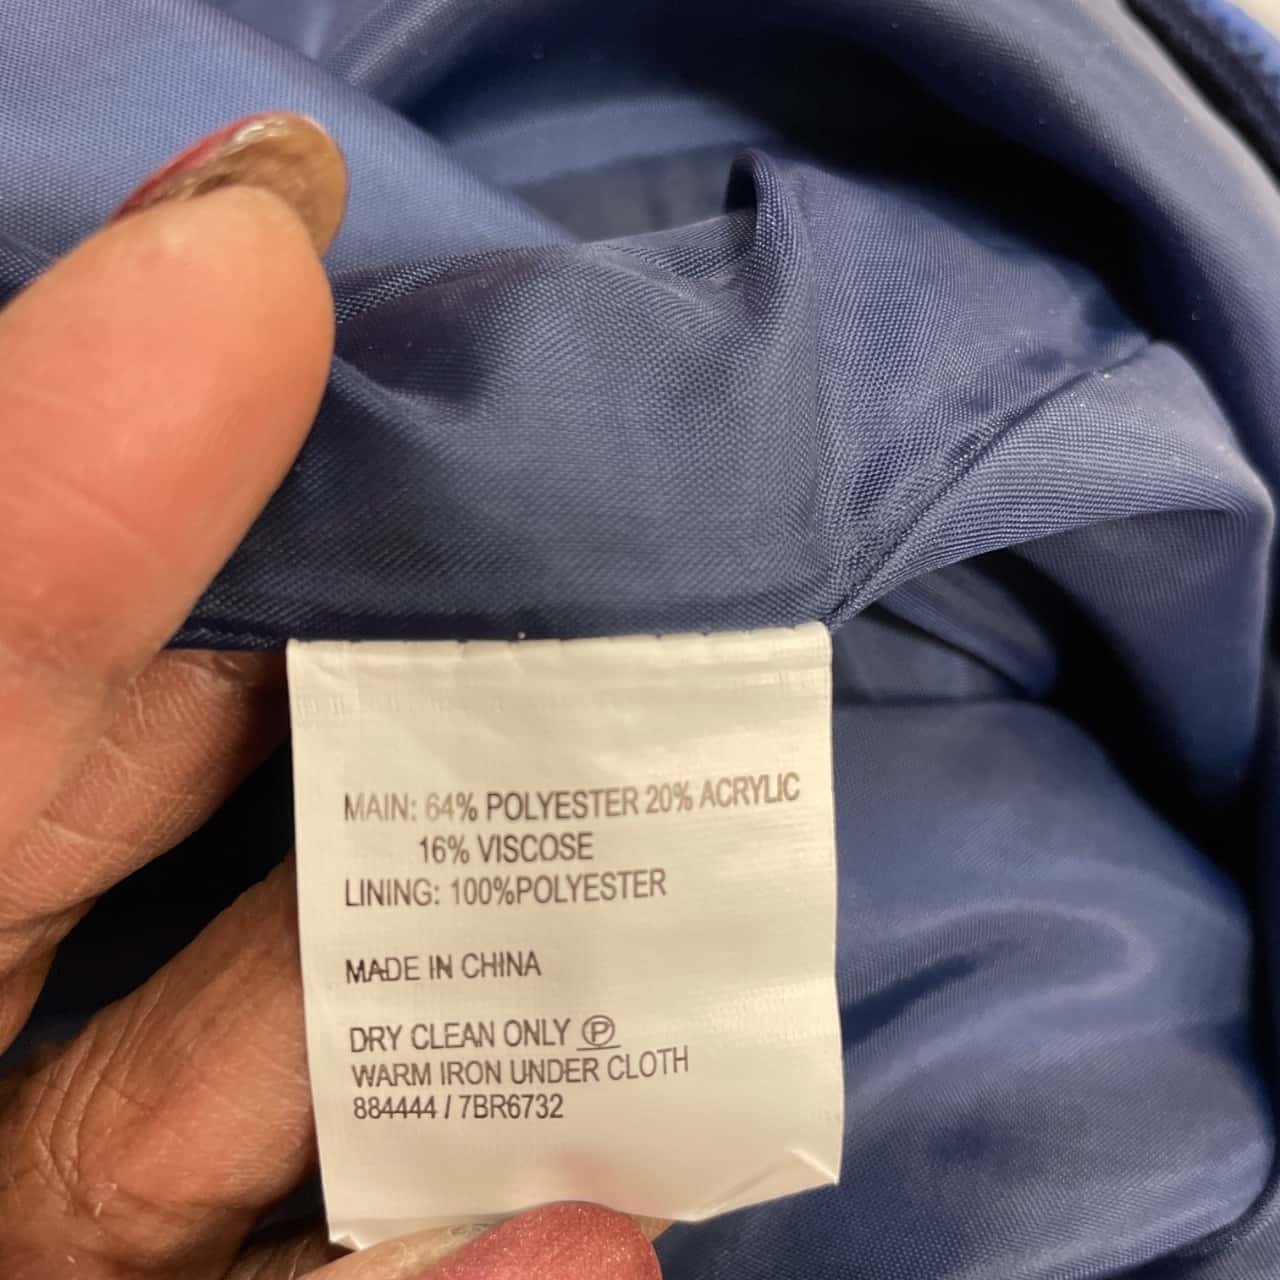 MAIN: 64% POLYESTER 20% ACRYLIC
16% VISCOSE
LINING: 100%POLYESTER
MADE IN CHINA
DRY CLEAN ONLY Ⓟ
WARM IRON UNDER CLOTH
884444 / 7BR6732